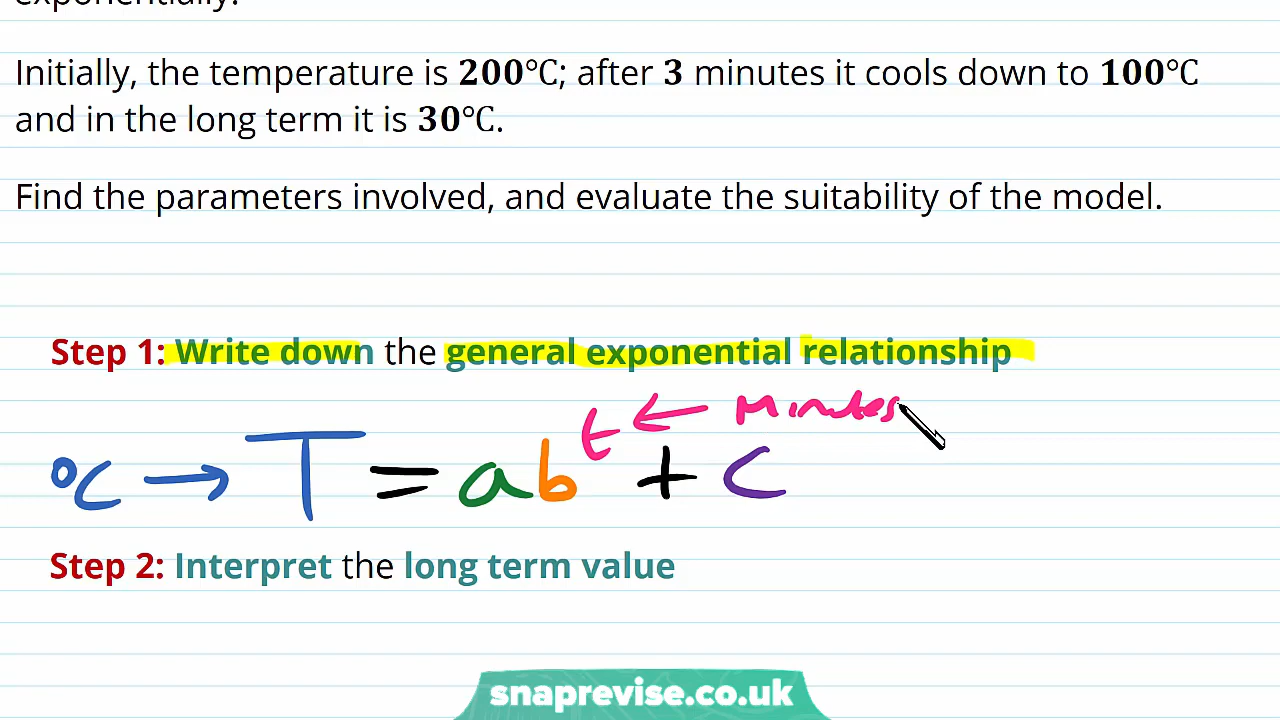 exponentially.
Initially, the temperature is 200°C; after 3 minutes it cools down to 100°C
and in the long term it is 30°C.
Find the parameters involved, and evaluate the suitability of the model.
Step 1: Write down the general exponential relationship
°C → T = ab^t + c ← Minutes
Step 2: Interpret the long term value
snaprevise.co.uk